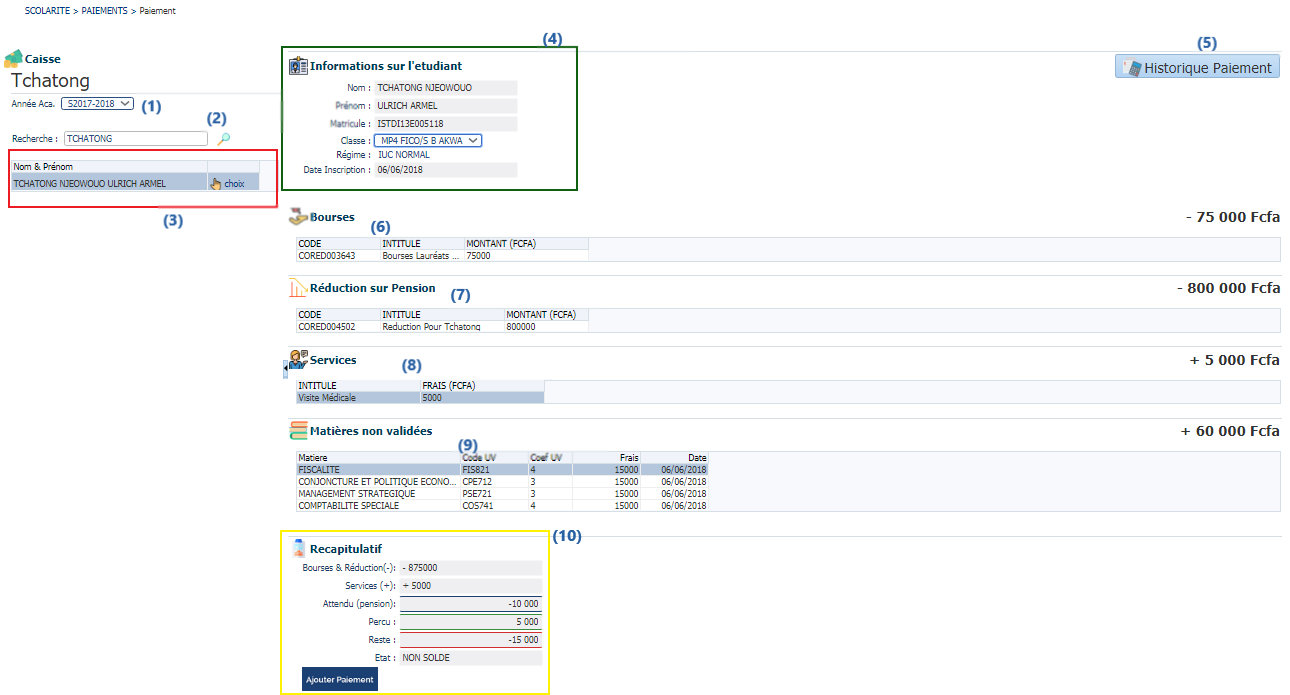 SCOLARITE > PAIEMENTS > Paiement
Caisse
Tchatong
Année Aca. S2017-2018 (1)
(2)
Recherche : TCHATONG
Nom & Prénom
TCHATONG NJEOWOUO ULRICH ARMEL choix
(3)
(4)
Informations sur l'etudiant
Nom : TCHATONG NJEOWOUO
Prénom : ULRICH ARMEL
Matricule : ISTDI13E005118
Classe : MP4 FICO/S B AKWA
Régime : IUC NORMAL
Date Inscription : 06/06/2018
(5)
Historique Paiement
Bourses - 75 000 Fcfa
(6)
CODE INTITULE MONTANT (FCFA)
CORED003643 Bourses Lauréats ... 75000
Réduction sur Pension - 800 000 Fcfa
(7)
CODE INTITULE MONTANT (FCFA)
CORED004502 Reduction Pour Tchatong 800000
Services + 5 000 Fcfa
(8)
INTITULE FRAIS (FCFA)
Visite Médicale 5000
Matières non validées + 60 000 Fcfa
(9)
Matiere Code UV Coef UV Frais Date
FISCALITE FIS821 4 15000 06/06/2018
CONJONCTURE ET POLITIQUE ECONO... CPE712 3 15000 06/06/2018
MANAGEMENT STRATEGIQUE PSE721 3 15000 06/06/2018
COMPTABILITE SPECIALE COS741 4 15000 06/06/2018
(10)
Recapitulatif
Bourses & Réduction(-): - 875000
Services (+): + 5000
Attendu (pension): -10 000
Percu : 5 000
Reste : -15 000
Etat : NON SOLDE
Ajouter Paiement